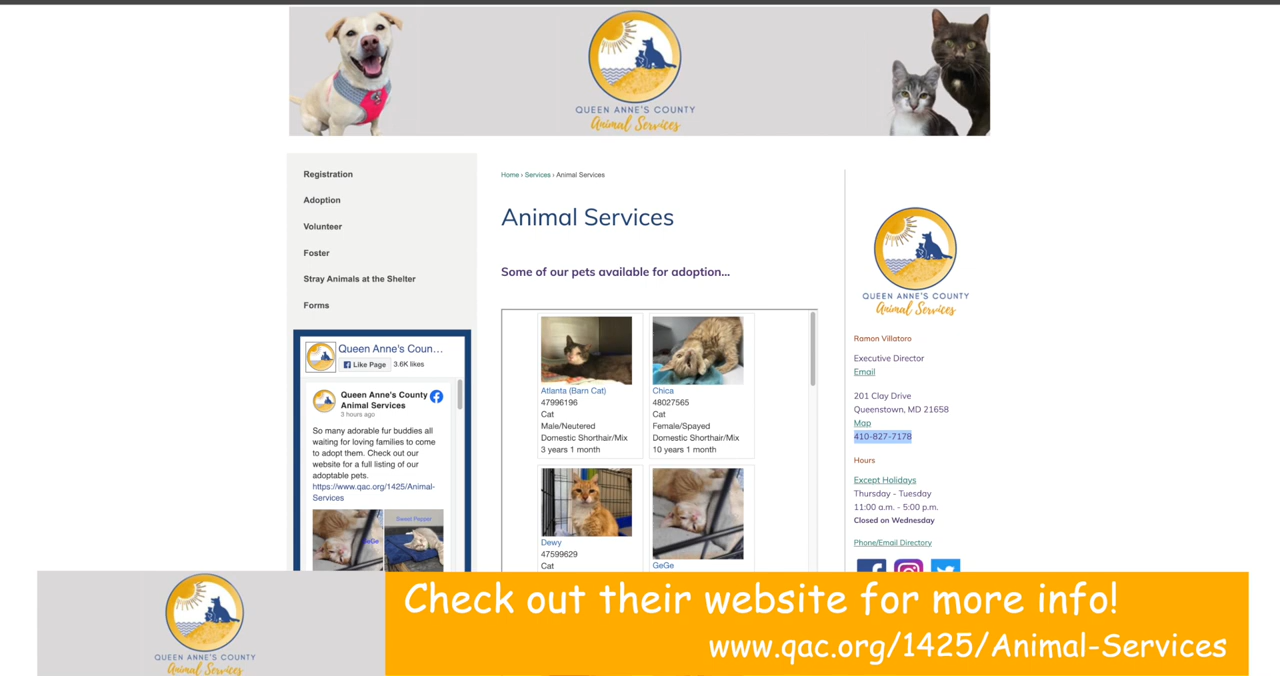 QUEEN ANNE'S COUNTY
Animal Services
Registration
Adoption
Volunteer
Foster
Stray Animals at the Shelter
Forms
Queen Anne's Coun...
Like Page
3.6K likes
Queen Anne's County
Animal Services
3 hours ago
So many adorable fur buddies all
waiting for loving families to come
to adopt them. Check out our
website for a full listing of our
adoptable pets.
https://www.qac.org/1425/Animal-
Services
GeGe
Sweet Pepper
Home › Services › Animal Services
Animal Services
Some of our pets available for adoption...
Atlanta (Barn Cat)
47996196
Cat
Male/Neutered
Domestic Shorthair/Mix
3 years 1 month
Chica
48027565
Cat
Female/Spayed
Domestic Shorthair/Mix
10 years 1 month
Dewy
47599629
Cat
GeGe
QUEEN ANNE'S COUNTY
Animal Services
Ramon Villatoro
Executive Director
Email
201 Clay Drive
Queenstown, MD 21658
Map
410-827-7178
Hours
Except Holidays
Thursday - Tuesday
11:00 a.m. - 5:00 p.m.
Closed on Wednesday
Phone/Email Directory
QUEEN ANNE'S COUNTY
Animal Services
Check out their website for more info!
www.qac.org/1425/Animal-Services